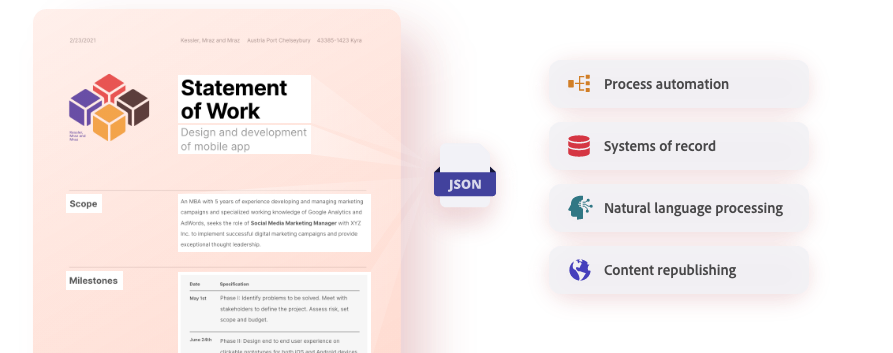 2/23/2021
Ressler, Mraz and Mraz Austria Port Chelseybury 43385-1423 Kyra
Ressler,
Mraz and
Mraz
Statement
of Work
Design and development
of mobile app
Scope
An MBA with 5 years of experience developing and managing marketing
campaigns and specialized working knowledge of Google Analytics and
AdWords, seeks the role of Social Media Marketing Manager with XYZ
Inc. to implement successful digital marketing campaigns and provide
exceptional thought leadership.
Milestones
Date Specification
May 1st Phase I: Identify problems to be solved. Meet with
stakeholders to define the project. Assess risk, set
scope and budget.
June 24th Phase II: Design end to end user experience on
clickable prototypes for both iOS and Android devices
JSON
Process automation
Systems of record
Natural language processing
Content republishing